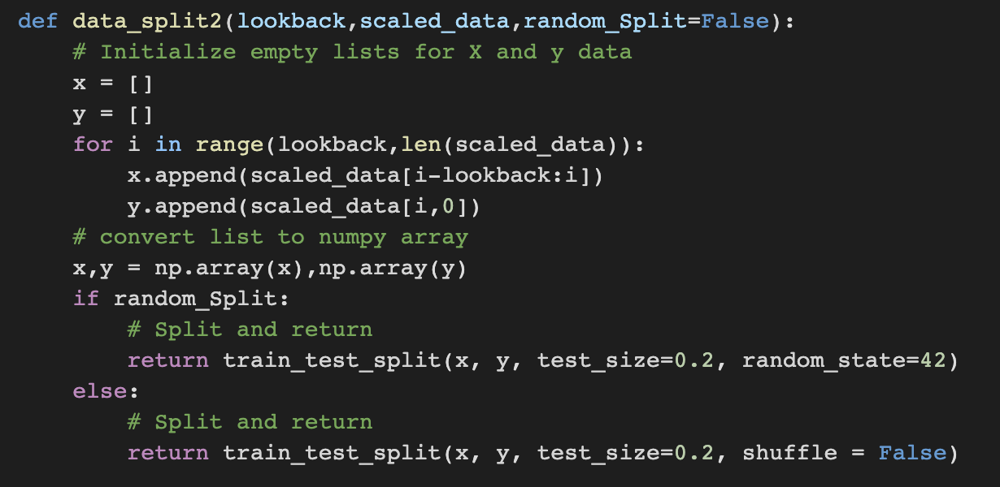 def data_split2(lookback,scaled_data,random_Split=False):
    # Initialize empty lists for X and y data
    x = []
    y = []
    for i in range(lookback,len(scaled_data)):
        x.append(scaled_data[i-lookback:i])
        y.append(scaled_data[i,0])
    # convert list to numpy array
    x,y = np.array(x),np.array(y)
    if random_Split:
        # Split and return
        return train_test_split(x, y, test_size=0.2, random_state=42)
    else:
        # Split and return
        return train_test_split(x, y, test_size=0.2, shuffle = False)